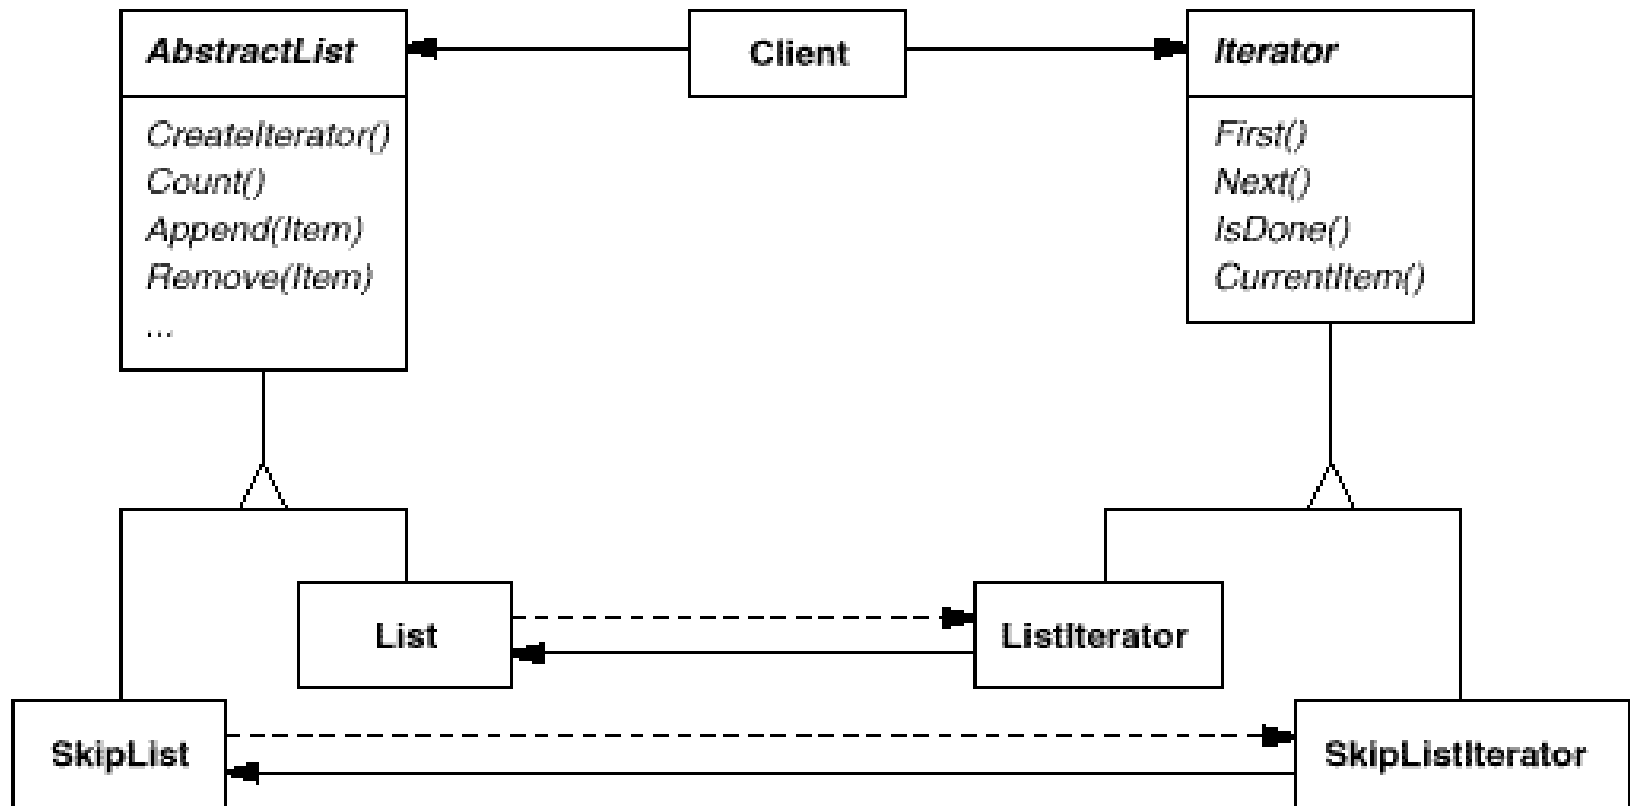 AbstractList
CreateIterator()
Count()
Append(Item)
Remove(Item)
...
Client
Iterator
First()
Next()
IsDone()
CurrentItem()
List
ListIterator
SkipList
SkipListIterator